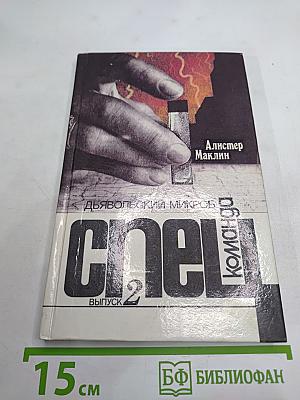 Алистер
Маклин
ДЬЯВОЛЬСКИЙ МИКРОБ
СПЕЦ
команда
ВЫПУСК 2
15 см
БФ БИБЛИОФАН